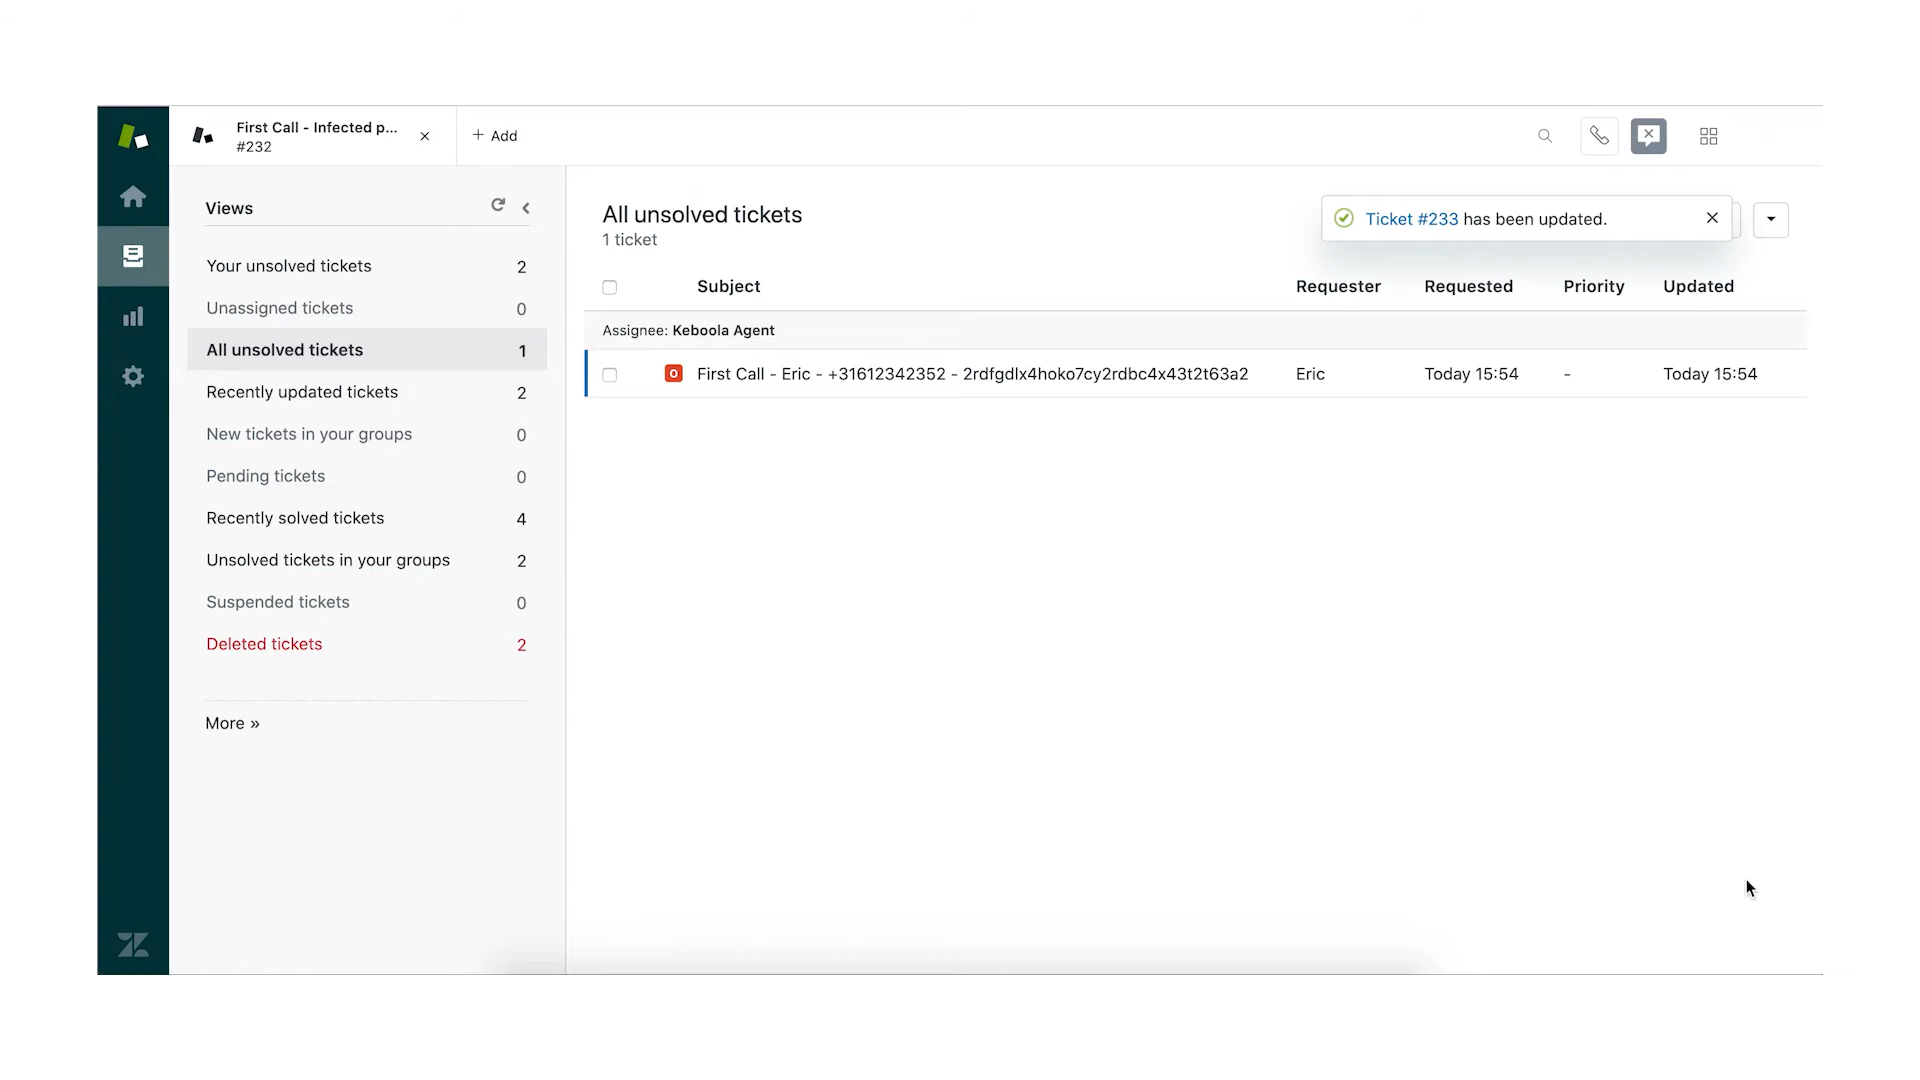 First Call - Infected p...
#232
+ Add
Views
Your unsolved tickets 2
Unassigned tickets 0
All unsolved tickets 1
Recently updated tickets 2
New tickets in your groups 0
Pending tickets 0
Recently solved tickets 4
Unsolved tickets in your groups 2
Suspended tickets 0
Deleted tickets 2
More »
All unsolved tickets
1 ticket
Ticket #233 has been updated.
Subject Requester Requested Priority Updated
Assignee: Keboola Agent
O First Call - Eric - +31612342352 - 2rdfgdlx4hoko7cy2rdbc4x43t2t63a2 Eric Today 15:54 - Today 15:54